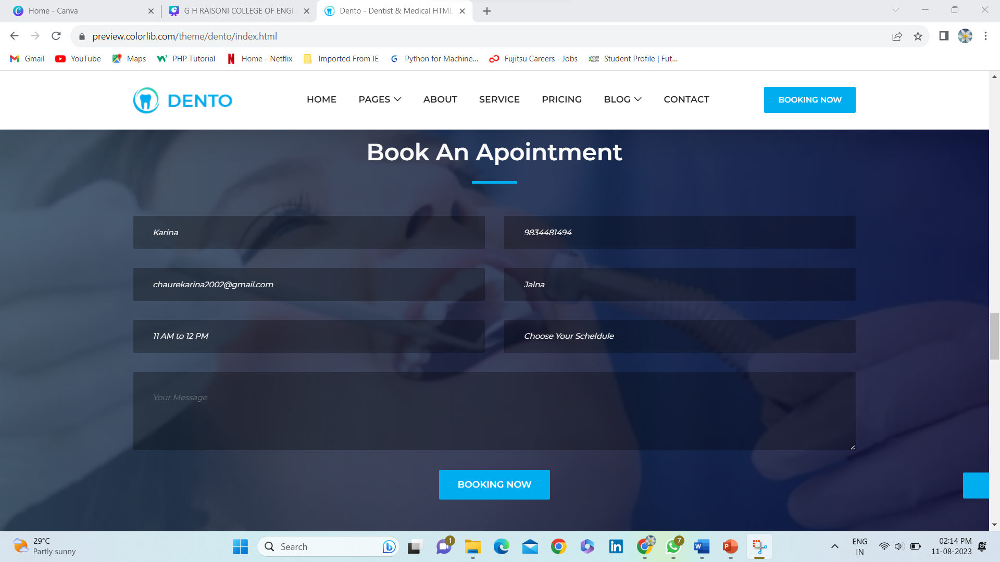 Home - Canva
G H RAISONI COLLEGE OF ENGI
Dento - Dentist & Medical HTML
preview.colorlib.com/theme/dento/index.html
Gmail YouTube Maps PHP Tutorial Home - Netflix Imported From IE Python for Machine... Fujitsu Careers - Jobs Student Profile | Fut...
DENTO HOME PAGES ABOUT SERVICE PRICING BLOG CONTACT BOOKING NOW
Book An Apointment
Karina 9834481494
chaurekarina2002@gmail.com Jalna
11 AM to 12 PM Choose Your Scheldule
Your Message
BOOKING NOW
29°C
Partly sunny
Search
1
7
ENG
IN
02:14 PM
11-08-2023